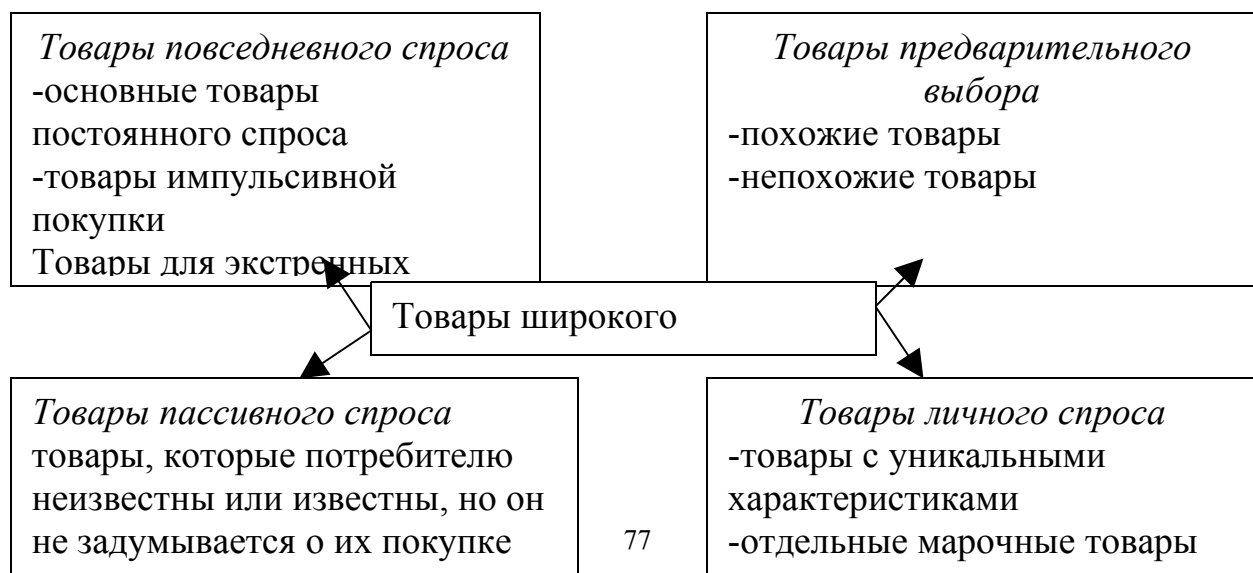 Товары повседневного спроса
-основные товары
постоянного спроса
-товары импульсивной
покупки
Товары для экстренных
Товары предварительного
выбора
-похожие товары
-непохожие товары
Товары широкого
Товары пассивного спроса
товары, которые потребителю
неизвестны или известны, но он
не задумывается о их покупке
77
Товары личного спроса
-товары с уникальными
характеристиками
-отдельные марочные товары